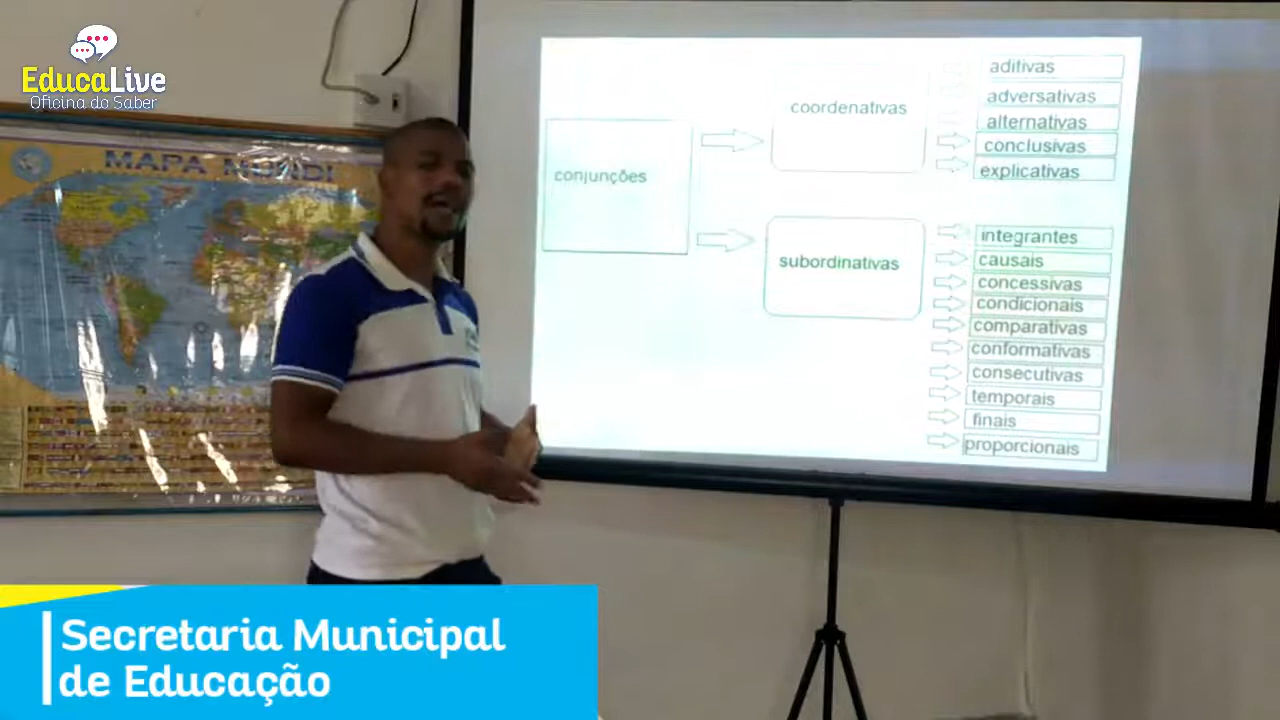 EducaLive
Oficina do Saber
MAPA MUNDI
conjunções
coordenativas
aditivas
adversativas
alternativas
conclusivas
explicativas
subordinativas
integrantes
causais
concessivas
condicionais
comparativas
conformativas
consecutivas
temporais
finais
proporcionais
Secretaria Municipal
de Educação